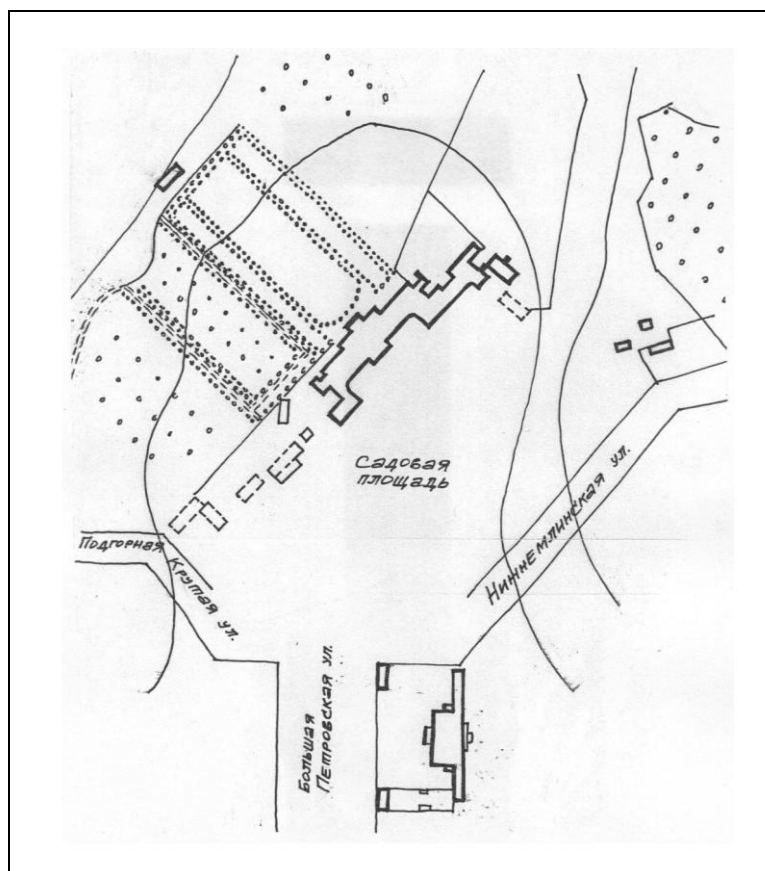 Садовая
площадь
Подгорная
Крутая ул.
Нижнемлинская ул.
Большая
Петровская ул.